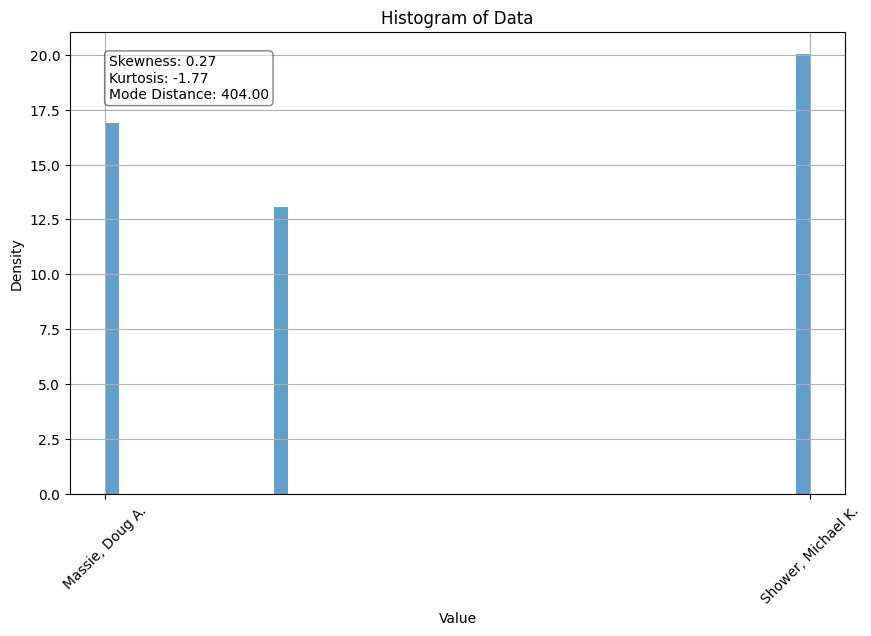 Histogram of Data
Skewness: 0.27
Kurtosis: -1.77
Mode Distance: 404.00
20.0
17.5
15.0
12.5
10.0
7.5
5.0
2.5
0.0
Density
Massie, Doug A.
Shower, Michael K.
Value